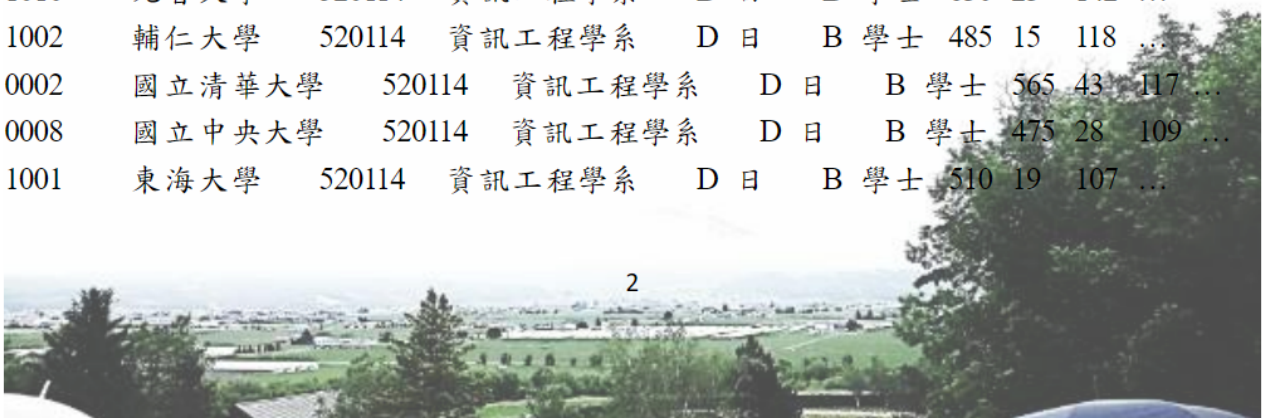 1002 輔仁大學 520114 資訊工程學系 D 日 B 學士 485 15 118 ...
0002 國立清華大學 520114 資訊工程學系 D 日 B 學士 565 43 117 ...
0008 國立中央大學 520114 資訊工程學系 D 日 B 學士 475 28 109 ...
1001 東海大學 520114 資訊工程學系 D 日 B 學士 510 19 107 ...
2